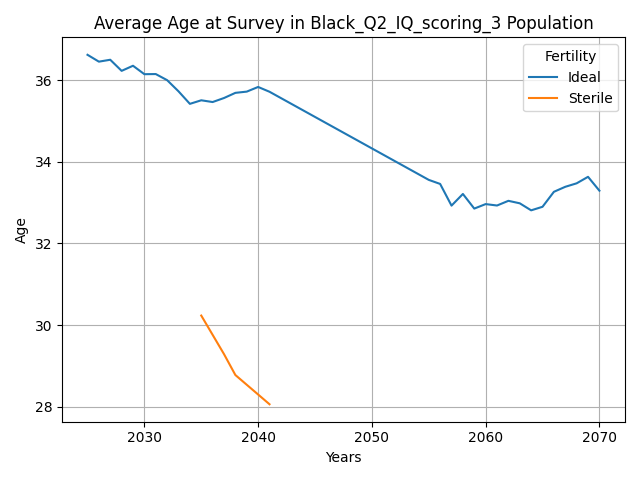 Average Age at Survey in Black_Q2_IQ_scoring_3 Population
Fertility
Ideal
Sterile
Age
36
34
32
30
28
2030
2040
2050
2060
2070
Years